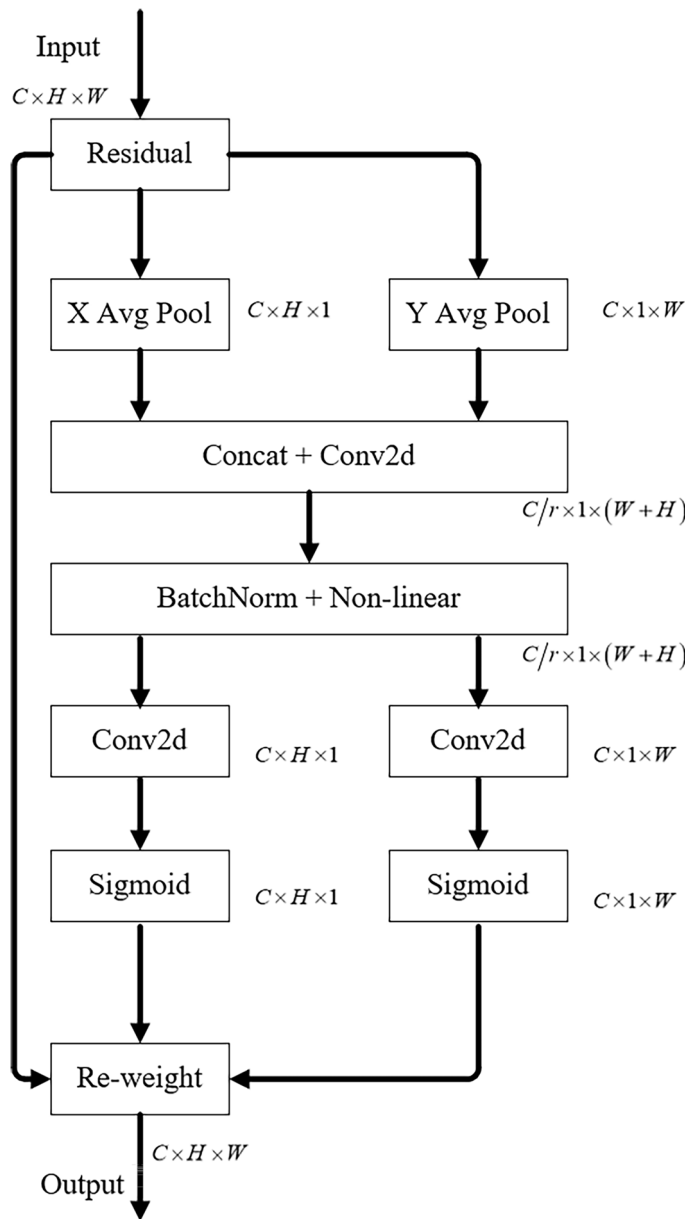 Input
C×H×W
Residual
X Avg Pool
C×H×1
Y Avg Pool
C×1×W
Concat + Conv2d
C/r×1×(W+H)
BatchNorm + Non-linear
C/r×1×(W+H)
Conv2d
C×H×1
Conv2d
C×1×W
Sigmoid
C×H×1
Sigmoid
C×1×W
Re-weight
C×H×W
Output